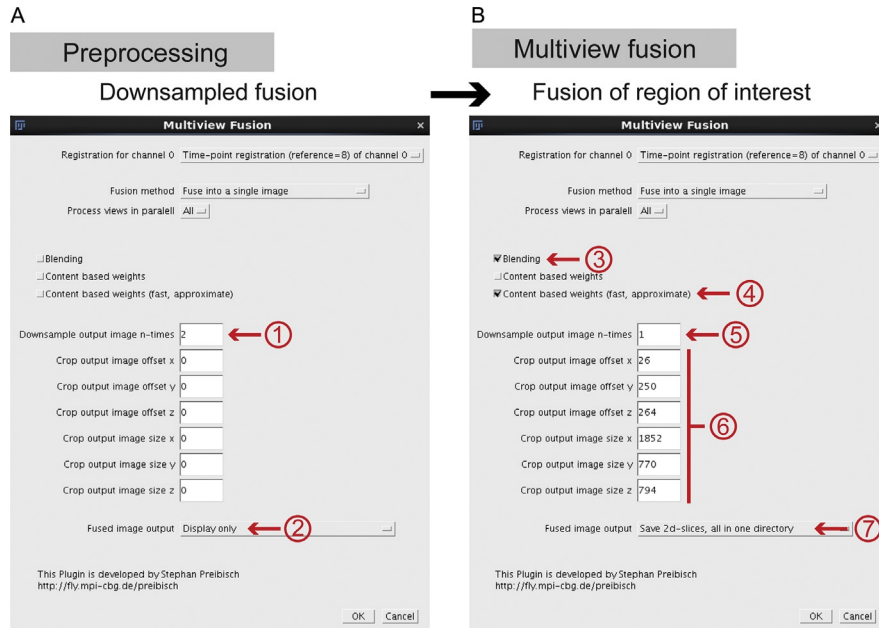 A
Preprocessing
Downsampled fusion
Multiview Fusion
×
Registration for channel 0 Time-point registration (reference=8) of channel 0
Fusion method Fuse into a single image
Process views in paralell All
Blending
Content based weights
Content based weights (fast, approximate)
Downsample output image n-times 2 1
Crop output image offset x 0
Crop output image offset y 0
Crop output image offset z 0
Crop output image size x 0
Crop output image size y 0
Crop output image size z 0
Fused image output Display only 2
This Plugin is developed by Stephan Preibisch
http://fly.mpi-cbg.de/preibisch
OK Cancel
B
Multiview fusion
Fusion of region of interest
Multiview Fusion
×
Registration for channel 0 Time-point registration (reference=8) of channel 0
Fusion method Fuse into a single image
Process views in paralell All
Blending 3
Content based weights
Content based weights (fast, approximate) 4
Downsample output image n-times 1 5
Crop output image offset x 26
Crop output image offset y 250
Crop output image offset z 264
6
Crop output image size x 1852
Crop output image size y 770
Crop output image size z 794
Fused image output Save 2d-slices, all in one directory 7
This Plugin is developed by Stephan Preibisch
http://fly.mpi-cbg.de/preibisch
OK Cancel